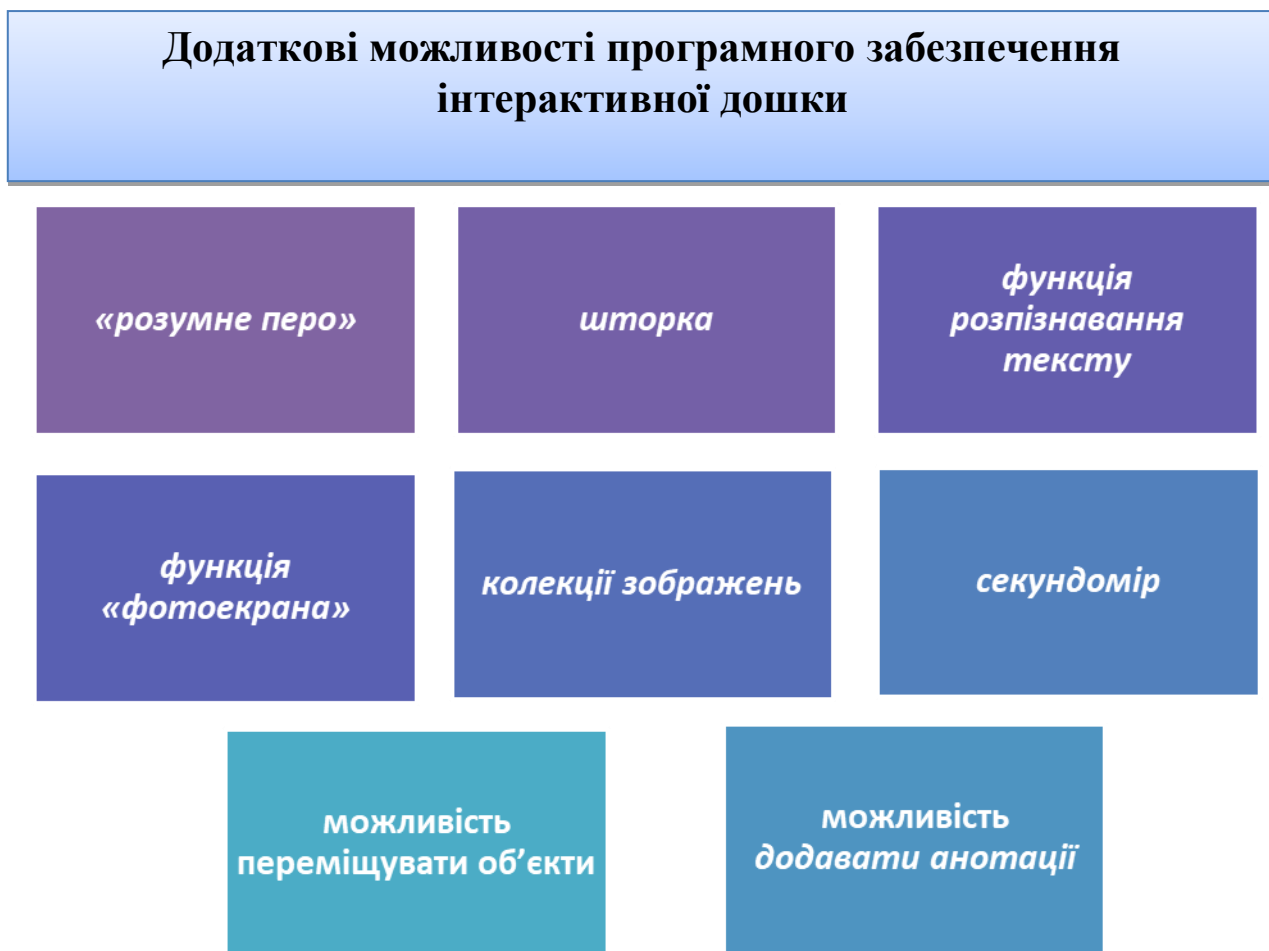 Додаткові можливості програмного забезпечення
інтерактивної дошки
«розумне перо»
шторка
функція
розпізнавання
тексту
функція
«фотоекрана»
колекції зображень
секундомір
можливість
переміщувати об’єкти
можливість
додавати анотації